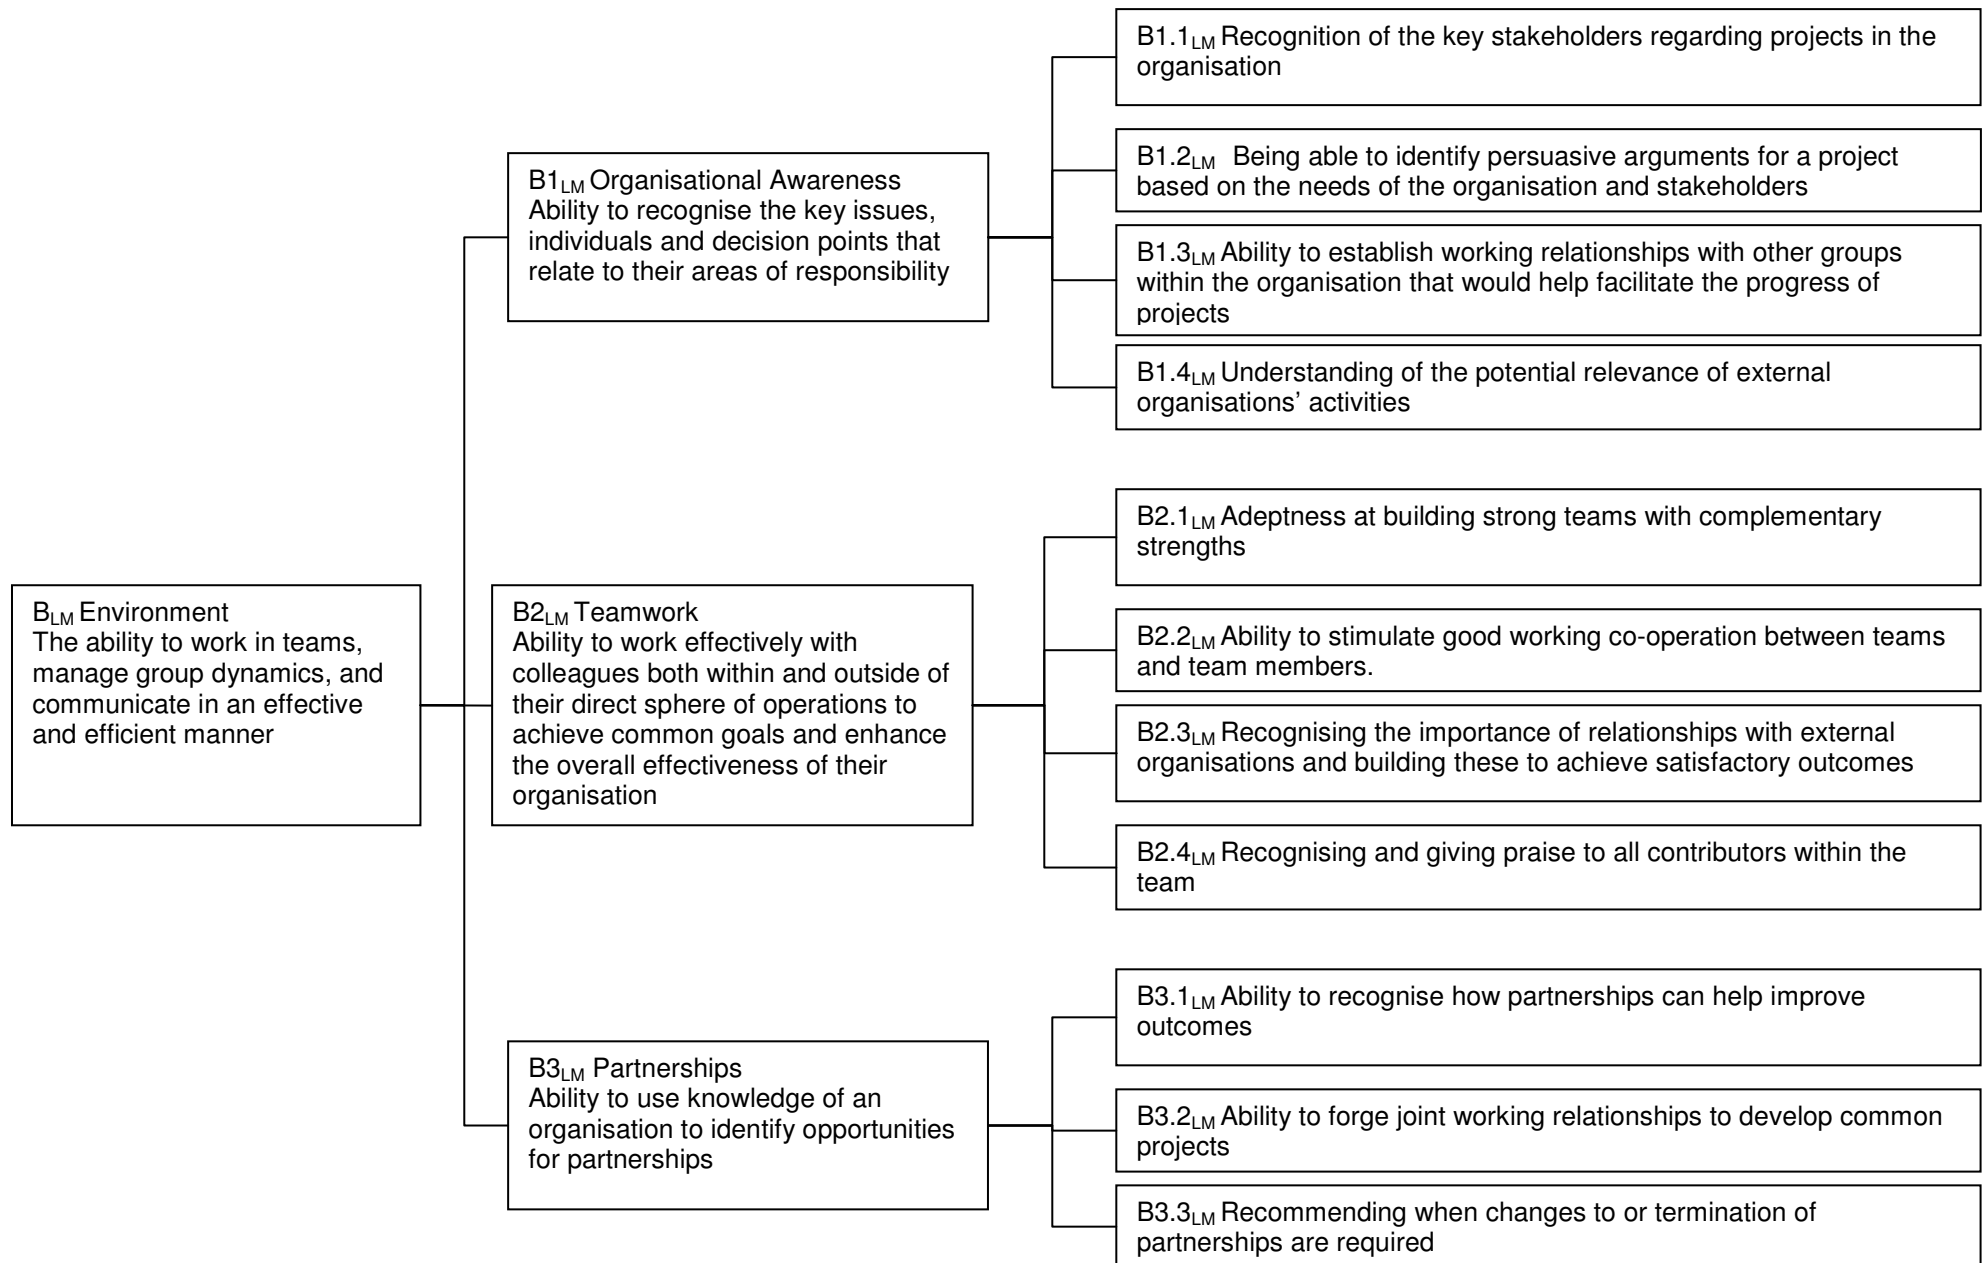 B1.1LM Recognition of the key stakeholders regarding projects in the
organisation
B1.2LM Being able to identify persuasive arguments for a project
based on the needs of the organisation and stakeholders
B1LM Organisational Awareness
Ability to recognise the key issues,
individuals and decision points that
relate to their areas of responsibility
B1.3LM Ability to establish working relationships with other groups
within the organisation that would help facilitate the progress of
projects
B1.4LM Understanding of the potential relevance of external
organisations’ activities
B2.1LM Adeptness at building strong teams with complementary
strengths
BLM Environment
The ability to work in teams,
manage group dynamics, and
communicate in an effective
and efficient manner
B2LM Teamwork
Ability to work effectively with
colleagues both within and outside of
their direct sphere of operations to
achieve common goals and enhance
the overall effectiveness of their
organisation
B2.2LM Ability to stimulate good working co-operation between teams
and team members.
B2.3LM Recognising the importance of relationships with external
organisations and building these to achieve satisfactory outcomes
B2.4LM Recognising and giving praise to all contributors within the
team
B3.1LM Ability to recognise how partnerships can help improve
outcomes
B3LM Partnerships
Ability to use knowledge of an
organisation to identify opportunities
for partnerships
B3.2LM Ability to forge joint working relationships to develop common
projects
B3.3LM Recommending when changes to or termination of
partnerships are required